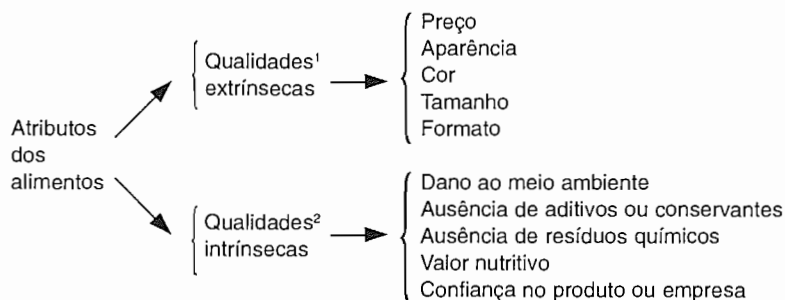 Atributos
dos
alimentos
Qualidades¹
extrínsecas
Preço
Aparência
Cor
Tamanho
Formato
Qualidades²
intrínsecas
Dano ao meio ambiente
Ausência de aditivos ou conservantes
Ausência de resíduos químicos
Valor nutritivo
Confiança no produto ou empresa